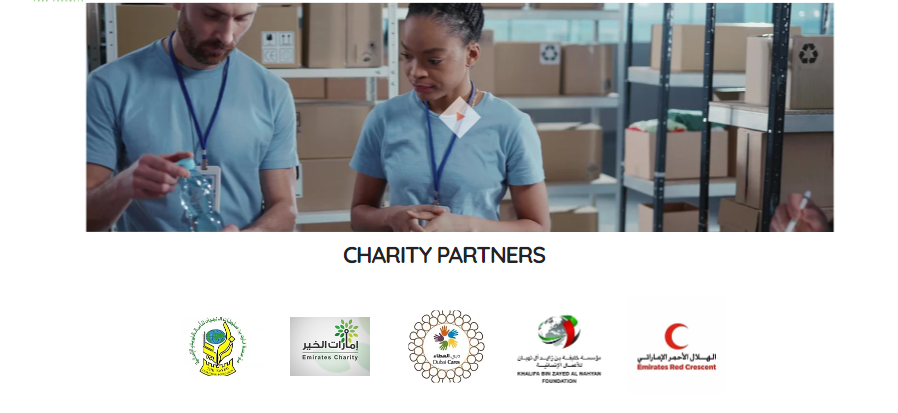 CHARITY PARTNERS
إمارات الخير
Emirates Charity
دبي العطاء
Dubai Cares
مؤسسة خليفة بن زايد آل نهيان
للأعمال الإنسانية
KHALIFA BIN ZAYED AL NAHYAN
FOUNDATION
الهلال الأحمر الإماراتي
Emirates Red Crescent